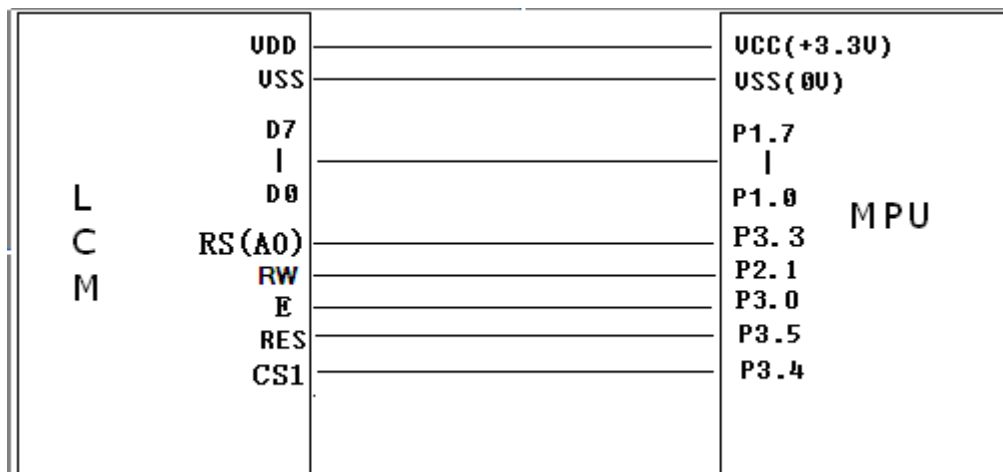 VDD VCC(+3.3V)
VSS VSS(0V)
D7 P1.7
| |
D0 P1.0
L
C
M
MPU
RS(A0) P3.3
RW P2.1
E P3.0
RES P3.5
CS1 P3.4